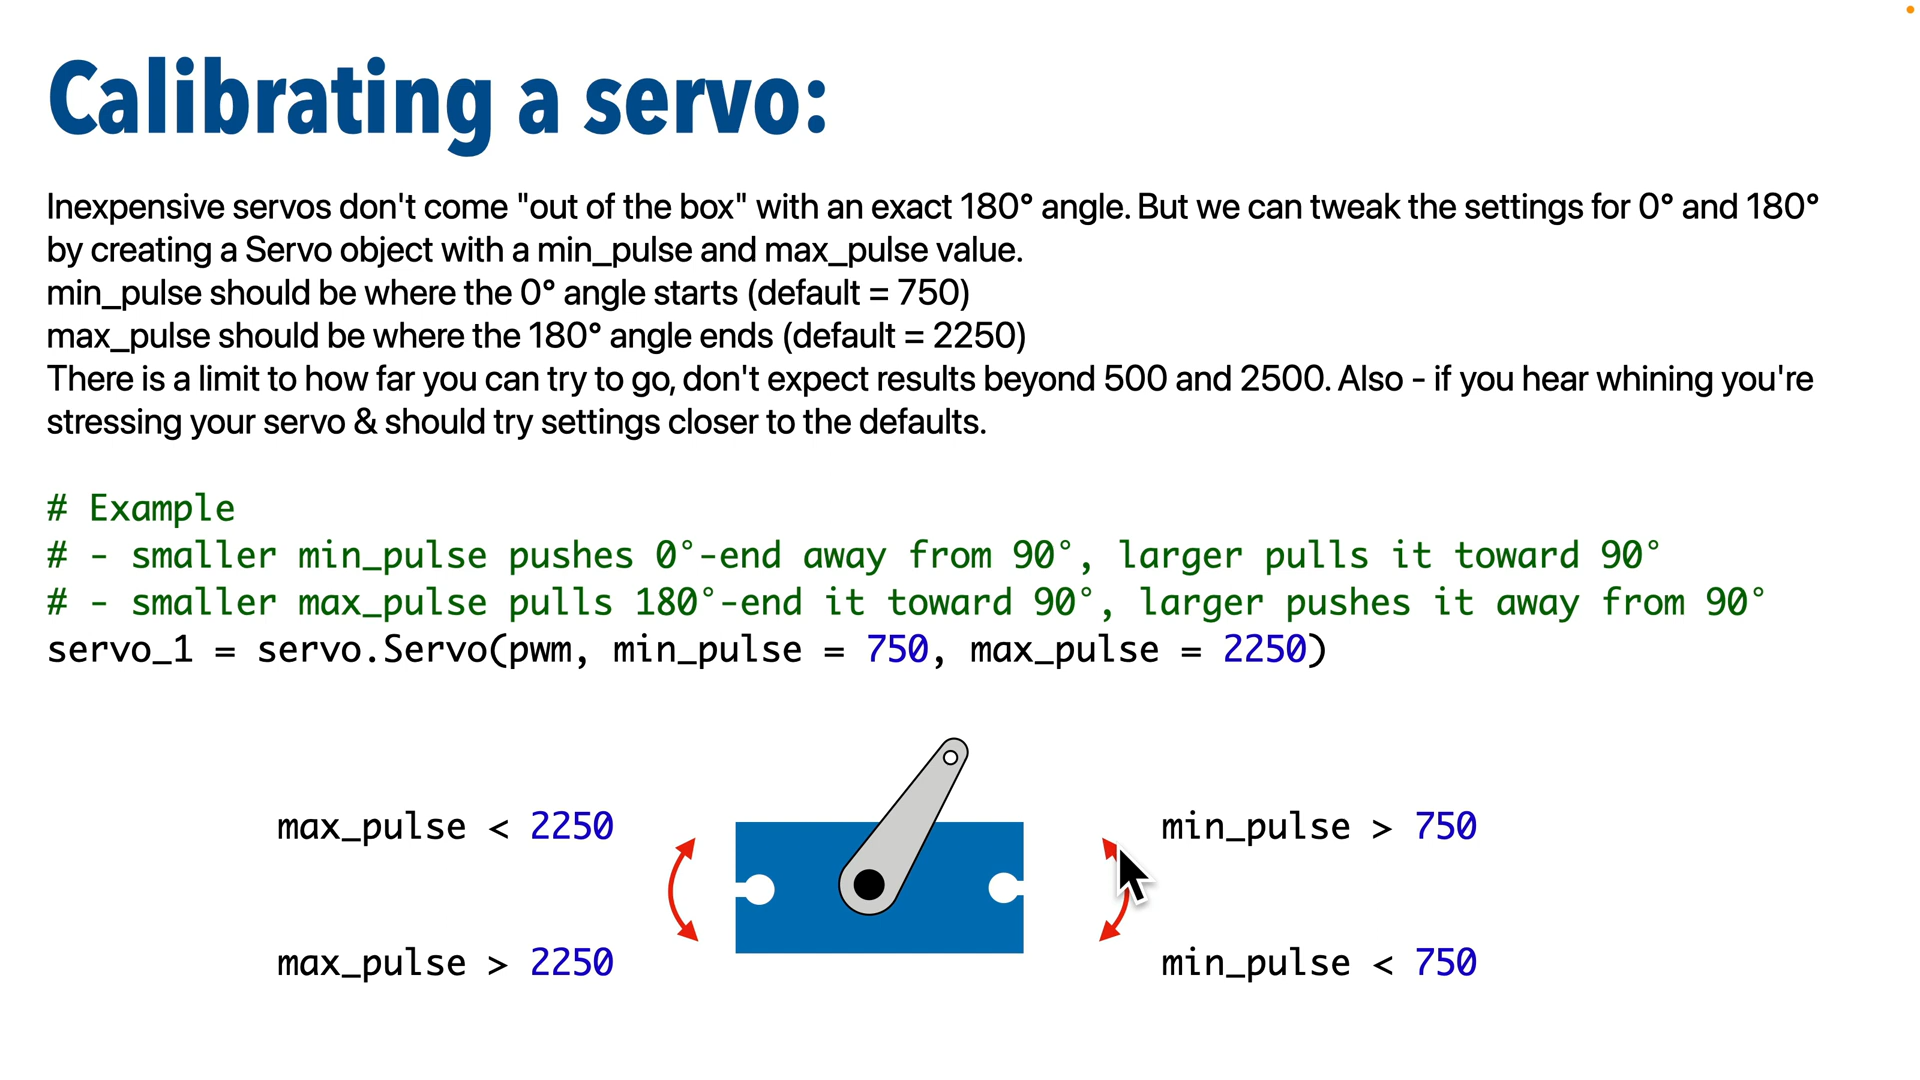 Calibrating a servo:
Inexpensive servos don't come "out of the box" with an exact 180° angle. But we can tweak the settings for 0° and 180°
by creating a Servo object with a min_pulse and max_pulse value.
min_pulse should be where the 0° angle starts (default = 750)
max_pulse should be where the 180° angle ends (default = 2250)
There is a limit to how far you can try to go, don't expect results beyond 500 and 2500. Also - if you hear whining you're
stressing your servo & should try settings closer to the defaults.
# Example
# - smaller min_pulse pushes 0°-end away from 90°, larger pulls it toward 90°
# - smaller max_pulse pulls 180°-end it toward 90°, larger pushes it away from 90°
servo_1 = servo.Servo(pwm, min_pulse = 750, max_pulse = 2250)
max_pulse < 2250
min_pulse > 750
max_pulse > 2250
min_pulse < 750